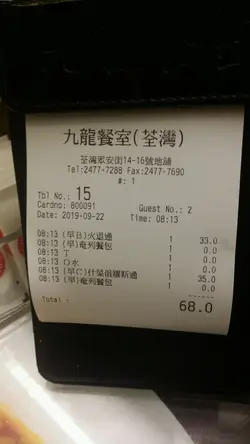 九龍餐室(荃灣)
荃灣眾安街14-16號地舖
Tel:2477-7288 Fax:2477-7690
#: 1
Tbl No.: 15
Cardno: 800091 Guest No.: 2
Date: 2019-09-22 Time: 08:13
08:13 (早B)火退通 1 33.0
08:13 (早)奄列餐包 1 0.0
08:13 丁 1 0.0
08:13 O水 1 0.0
08:13 (早C)什菜俄羅斯通 1 35.0
08:13 (早)奄列餐包 1 0.0
Total: 68.0